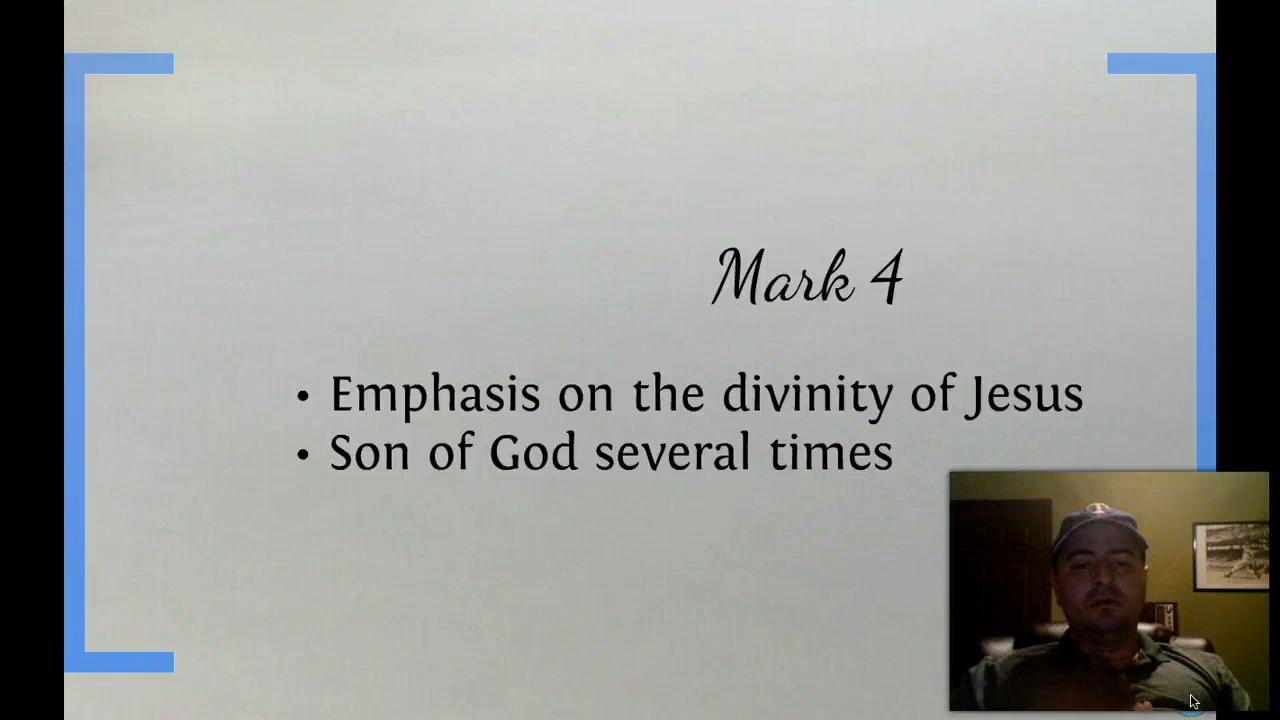 Mark 4
• Emphasis on the divinity of Jesus
• Son of God several times